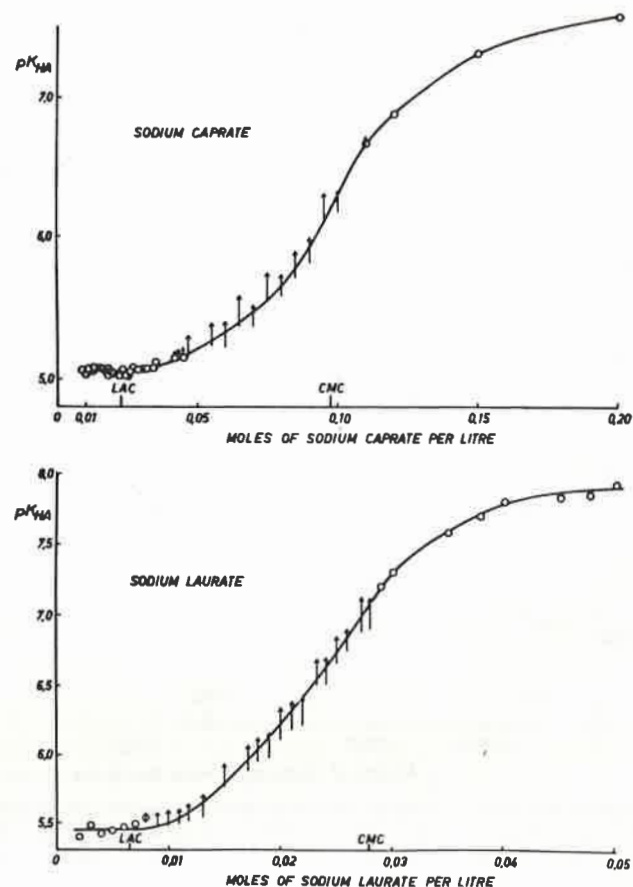 pK_HA
7,0
SODIUM CAPRATE
6,0
5,0
LAC
CMC
0
0,01
0,05
0,10
0,15
0,20
MOLES OF SODIUM CAPRATE PER LITRE
8,0
pK_HA
7,5
SODIUM LAURATE
7,0
6,5
6,0
5,5
LAC
CMC
0
0,01
0,02
0,03
0,04
0,05
MOLES OF SODIUM LAURATE PER LITRE